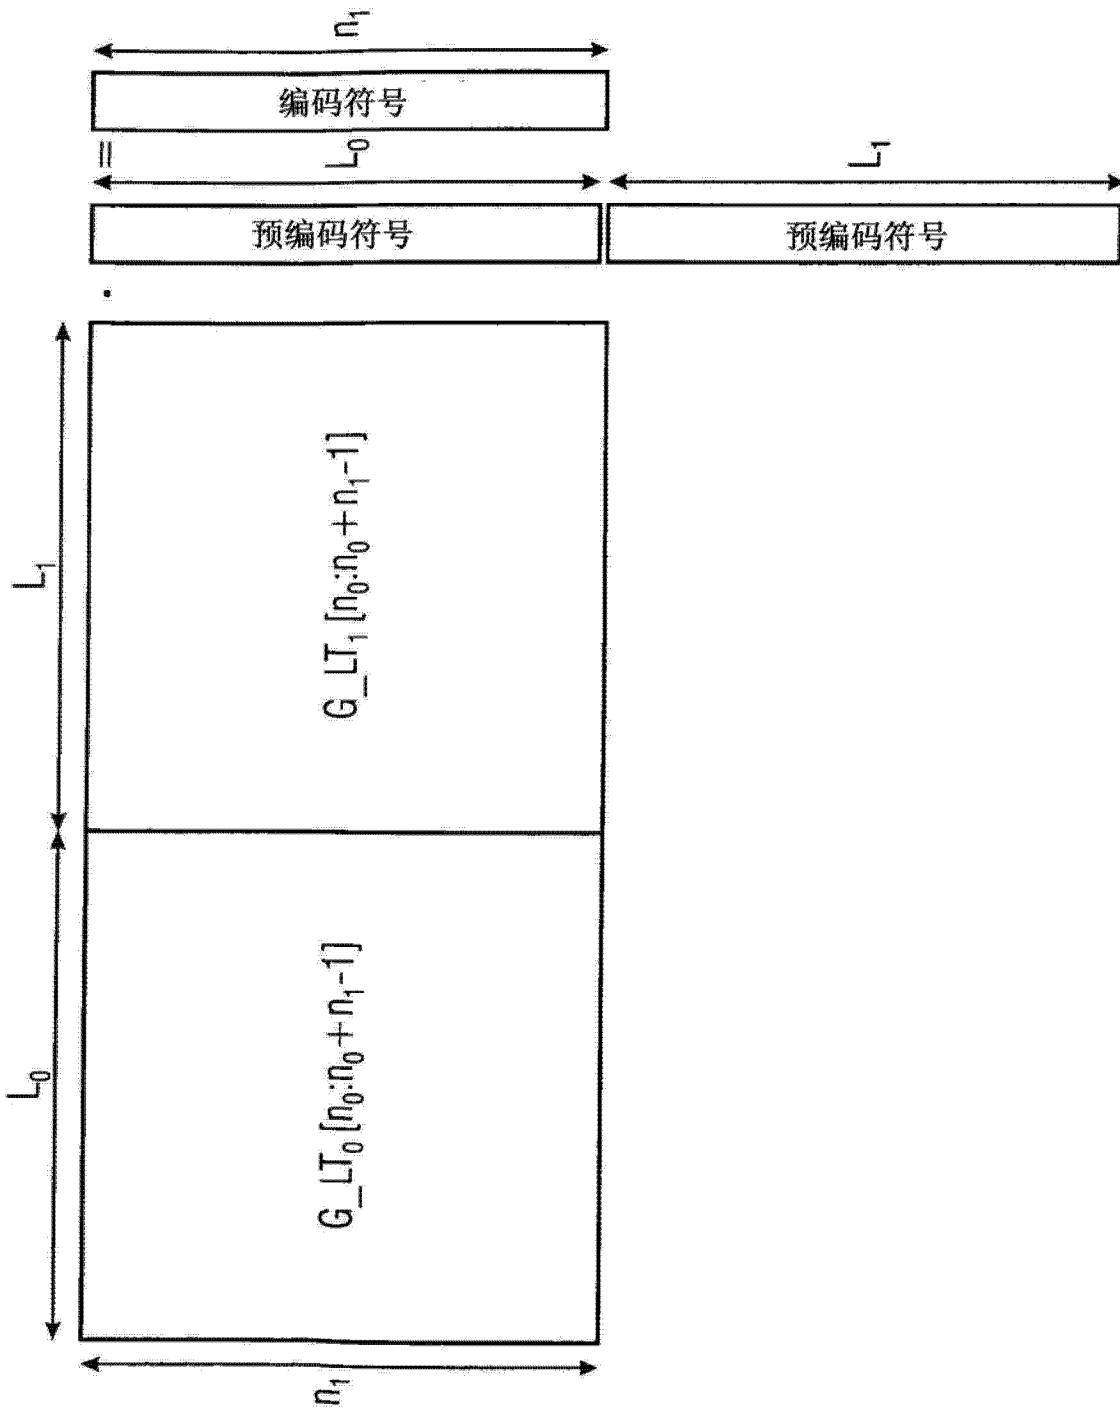 n₁
编码符号
=
L₀
L₁
预编码符号
预编码符号
·
L₁
G_LT₁ [n₀:n₀+n₁-1]
L₀
G_LT₀ [n₀:n₀+n₁-1]
n₁